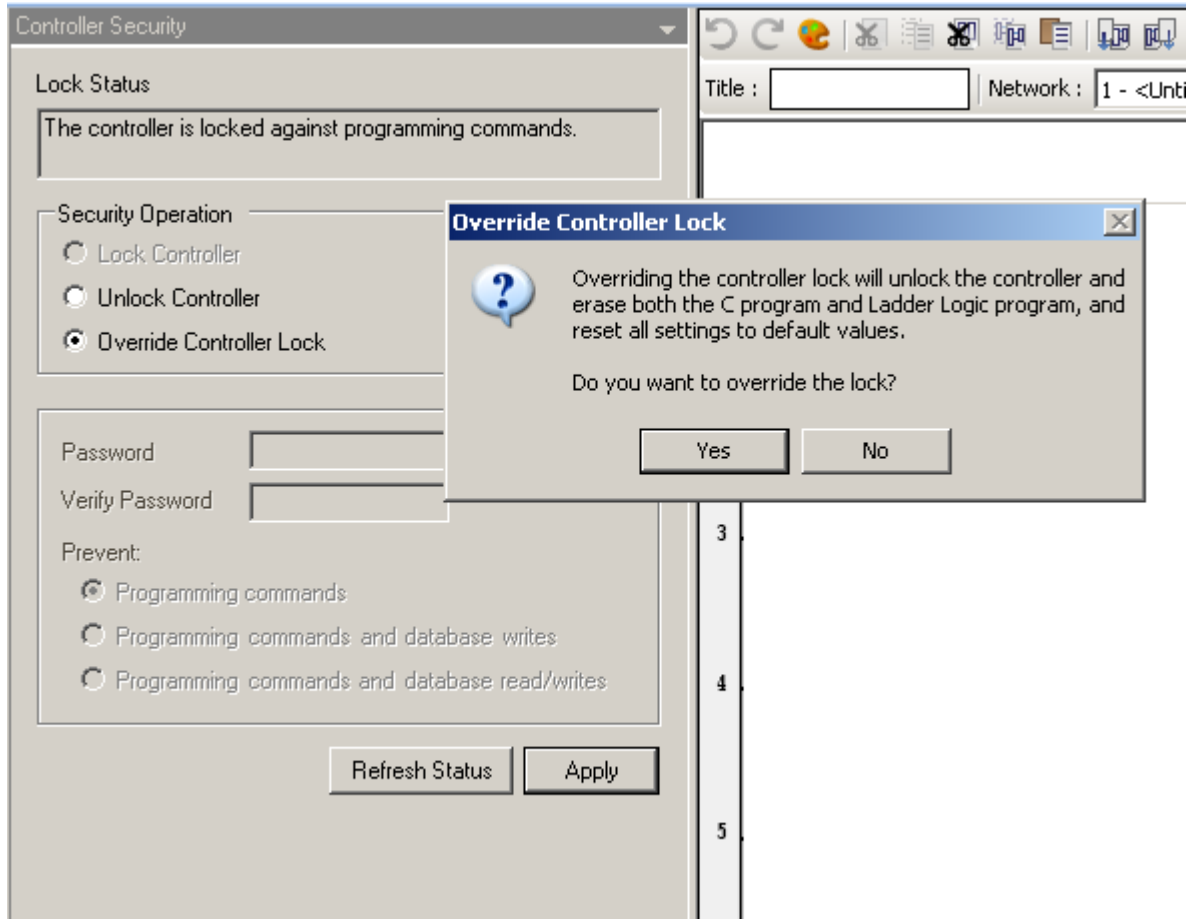 Controller Security
Lock Status
The controller is locked against programming commands.
Security Operation
Lock Controller
Unlock Controller
Override Controller Lock
Password
Verify Password
Prevent:
Programming commands
Programming commands and database writes
Programming commands and database read/writes
Refresh Status
Apply
Title :
Network :
1 - <Unti
Override Controller Lock
Overriding the controller lock will unlock the controller and
erase both the C program and Ladder Logic program, and
reset all settings to default values.
Do you want to override the lock?
Yes
No
3
4
5